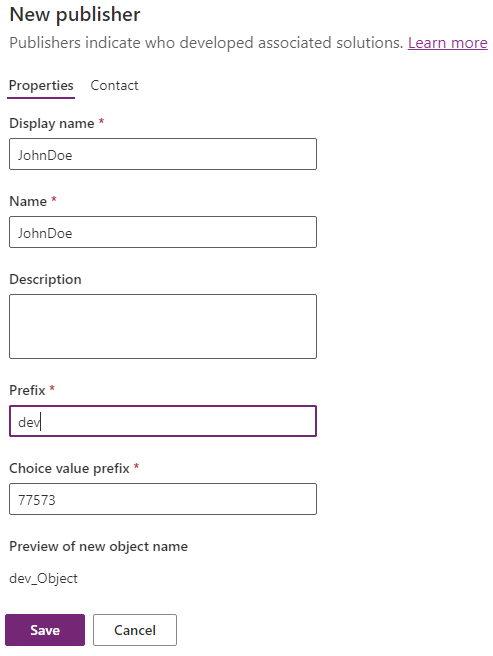 New publisher
Publishers indicate who developed associated solutions. Learn more
Properties Contact
Display name *
JohnDoe
Name *
JohnDoe
Description
Prefix *
dev
Choice value prefix *
77573
Preview of new object name
dev_Object
Save Cancel